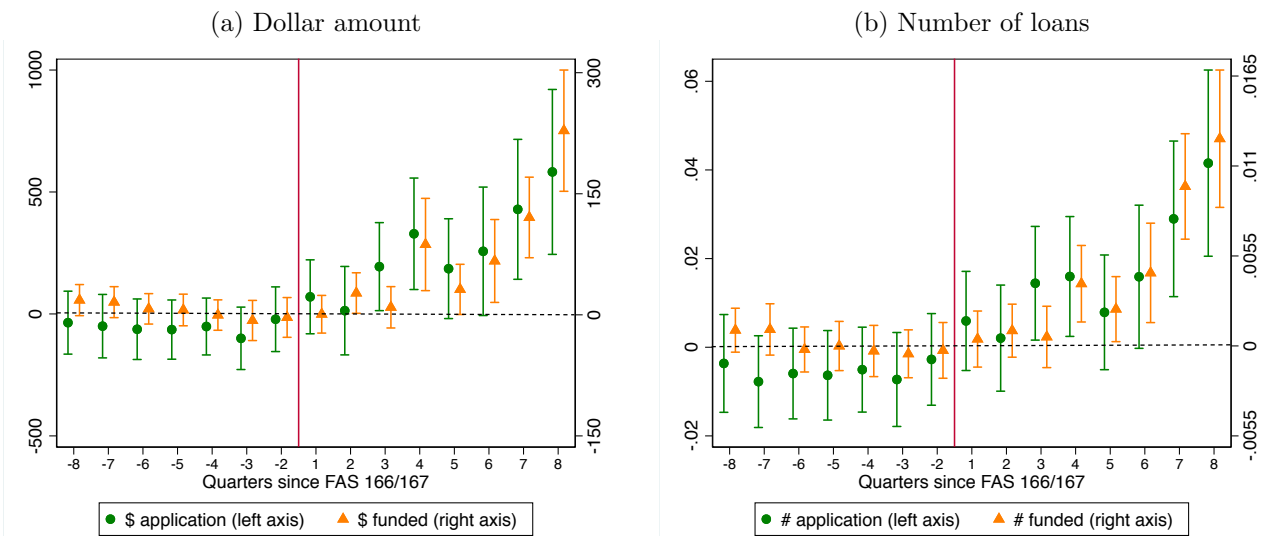 (a) Dollar amount
1000
500
0
-500
300
150
0
-150
-8 -7 -6 -5 -4 -3 -2 1 2 3 4 5 6 7 8
Quarters since FAS 166/167
$ application (left axis) $ funded (right axis)
(b) Number of loans
.06
.04
.02
0
-.02
.0165
.011
.0055
0
-.0055
-8 -7 -6 -5 -4 -3 -2 1 2 3 4 5 6 7 8
Quarters since FAS 166/167
# application (left axis) # funded (right axis)